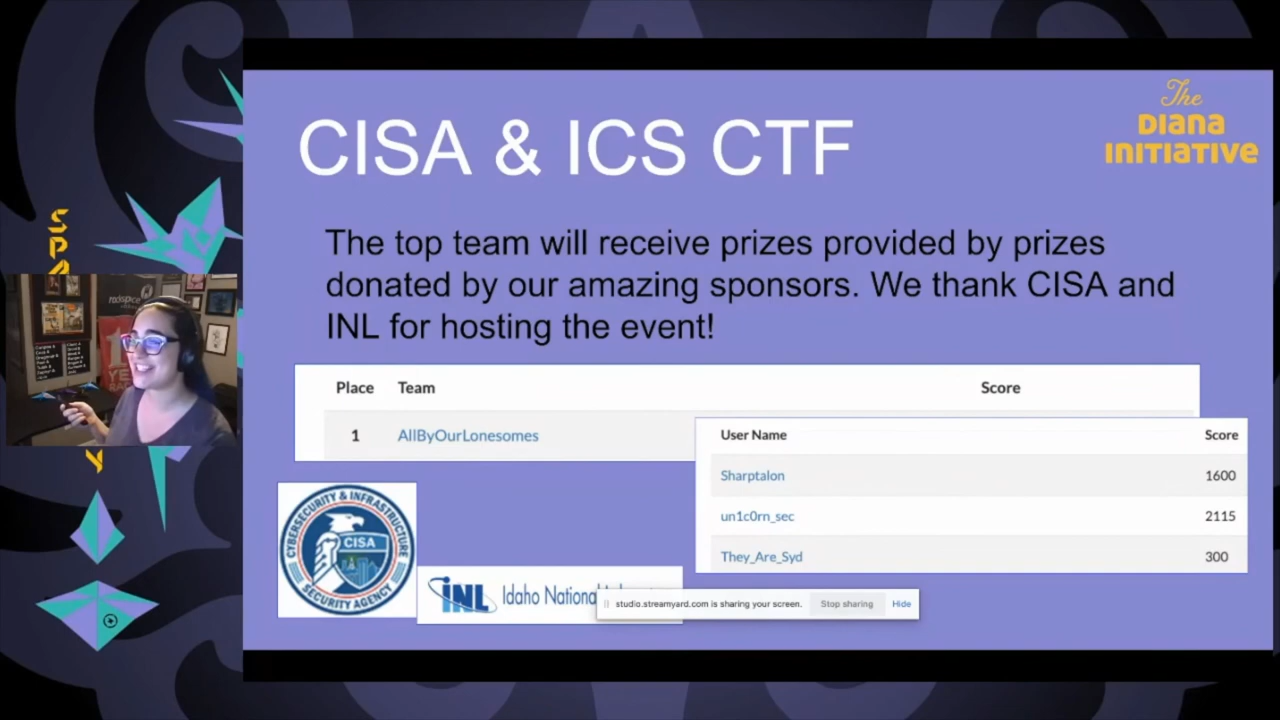 The
DIANA
INITIATIVE
CISA & ICS CTF
The top team will receive prizes provided by prizes
donated by our amazing sponsors. We thank CISA and
INL for hosting the event!
Place Team Score
1 AllByOurLonesomes
User Name Score
Sharptalon 1600
un1c0rn_sec 2115
They_Are_Syd 300
CYBERSECURITY & INFRASTRUCTURE
CISA
SECURITY AGENCY
INL Idaho National
studio.streamyard.com is sharing your screen. Stop sharing Hide